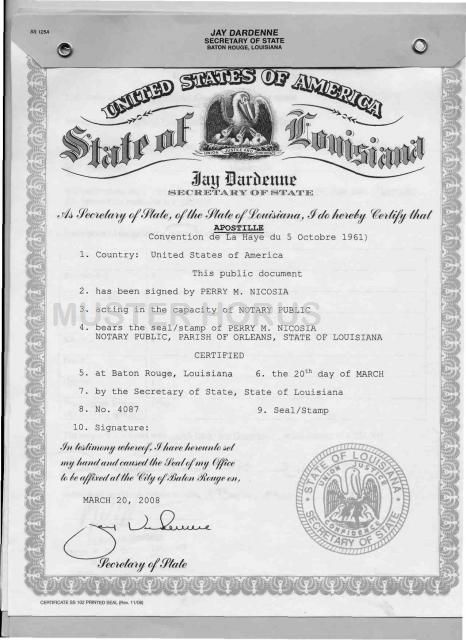 SS 125A
JAY DARDENNE
SECRETARY OF STATE
BATON ROUGE, LOUISIANA
UNITED STATES OF AMERICA
State of Louisiana
UNION JUSTICE AND CONFIDENCE
Jay Dardenne
SECRETARY OF STATE
As Secretary of State, of the State of Louisiana, I do hereby Certify that
APOSTILLE
Convention de La Haye du 5 Octobre 1961)
1. Country: United States of America
This public document
2. has been signed by PERRY M. NICOSIA
3. acting in the capacity of NOTARY PUBLIC
MUSTER HORUS
4. bears the seal/stamp of PERRY M. NICOSIA
NOTARY PUBLIC, PARISH OF ORLEANS, STATE OF LOUISIANA
CERTIFIED
5. at Baton Rouge, Louisiana 6. the 20th day of MARCH
7. by the Secretary of State, State of Louisiana
8. No. 4087 9. Seal/Stamp
10. Signature:
In testimony whereof, I have hereunto set
my hand and caused the Seal of my Office
to be affixed at the City of Baton Rouge on,
MARCH 20, 2008
Jay Dardenne
Secretary of State
STATE OF LOUISIANA
UNION JUSTICE
CONFIDENCE
SECRETARY OF STATE
CERTIFICATE SS 102 PRINTED SEAL (Rev. 11/06)